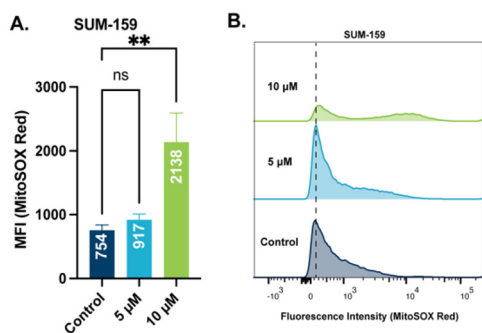 A.
SUM-159
**
ns
3000
2000
1000
0
MFI (MitoSOX Red)
754
917
2138
Control
5 µM
10 µM
B.
SUM-159
10 µM
5 µM
Control
-10³ 0 10³ 10⁴ 10⁵
Fluorescence Intensity (MitoSOX Red)